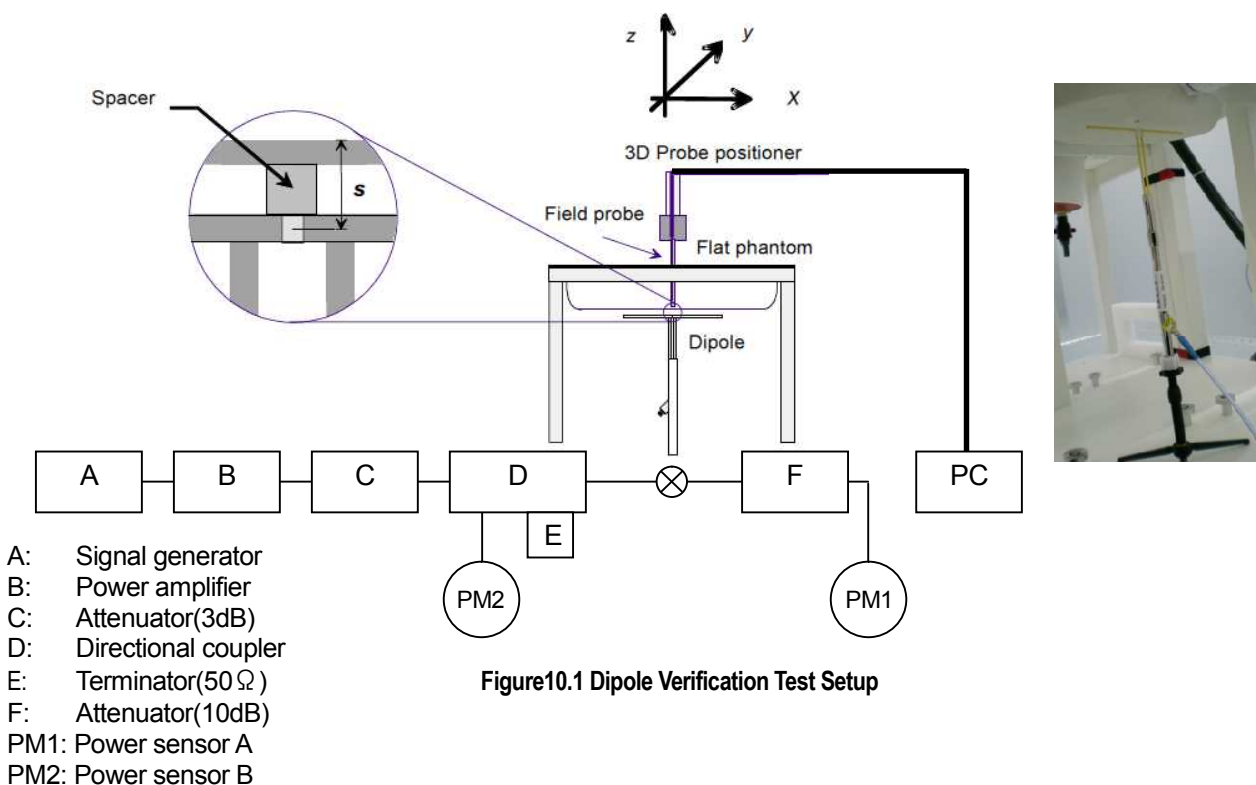 z
y
X
Spacer
s
3D Probe positioner
Field probe
Flat phantom
Dipole
A
B
C
D
F
PC
E
PM2
PM1
A: Signal generator
B: Power amplifier
C: Attenuator(3dB)
D: Directional coupler
E: Terminator(50Ω)
F: Attenuator(10dB)
PM1: Power sensor A
PM2: Power sensor B
Figure10.1 Dipole Verification Test Setup